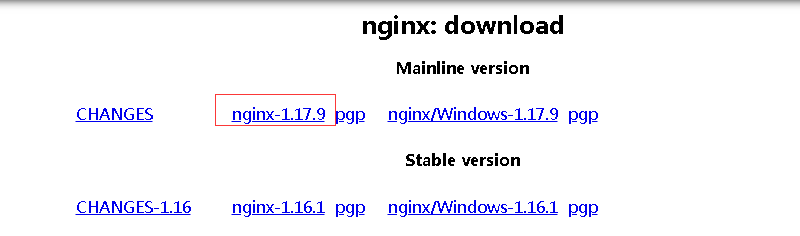 nginx: download
Mainline version
CHANGES nginx-1.17.9 pgp nginx/Windows-1.17.9 pgp
Stable version
CHANGES-1.16 nginx-1.16.1 pgp nginx/Windows-1.16.1 pgp